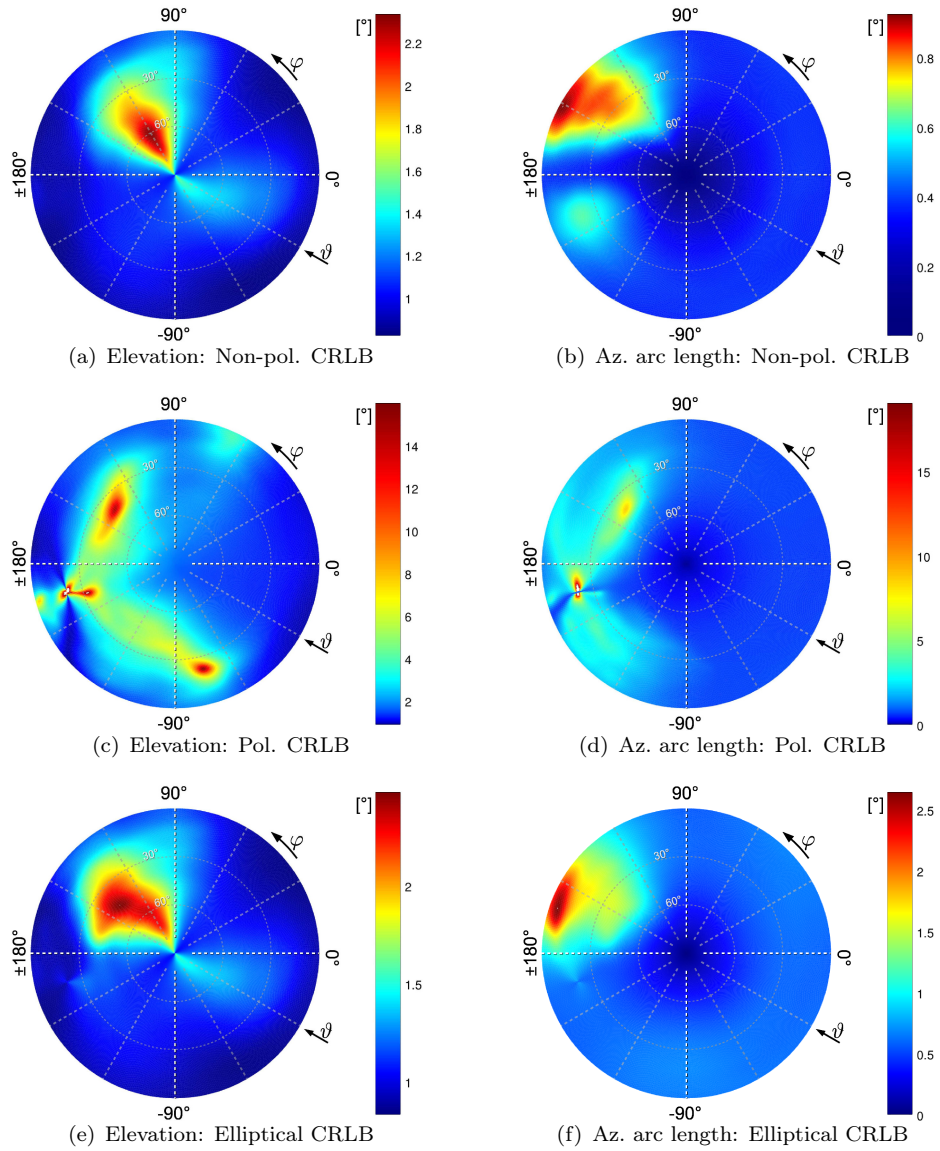 90° [°] 90° [°]
2.2 0.8
φ φ
2
30° 30°
1.8 0.6
60° 60°
1.6
±180° 0° ±180° 0° 0.4
1.4
ϑ ϑ
1.2 0.2
1
-90° -90° 0
(a) Elevation: Non-pol. CRLB (b) Az. arc length: Non-pol. CRLB
90° [°] 90° [°]
14 15
φ φ
12
30° 30°
10 10
60° 60°
8
±180° 0° ±180° 0°
6
5
ϑ ϑ
4
2
-90° -90° 0
(c) Elevation: Pol. CRLB (d) Az. arc length: Pol. CRLB
90° [°] 90° [°]
2.5
φ φ
2 2
30° 30°
60° 60° 1.5
±180° 0° ±180° 0°
1.5 1
ϑ ϑ
0.5
1
-90° -90° 0
(e) Elevation: Elliptical CRLB (f) Az. arc length: Elliptical CRLB